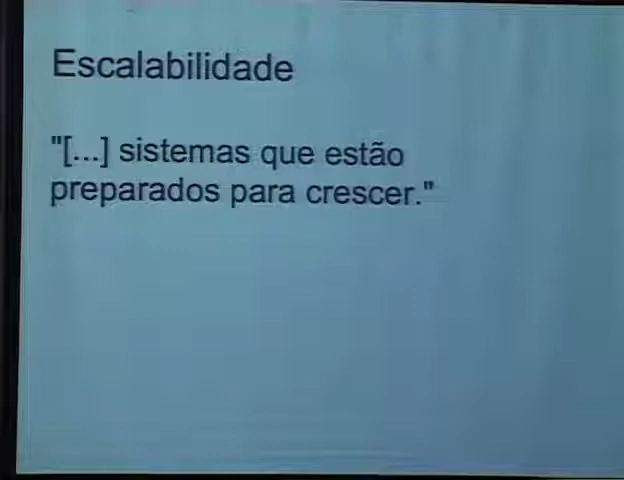 Escalabilidade
"[...] sistemas que estão
preparados para crescer."